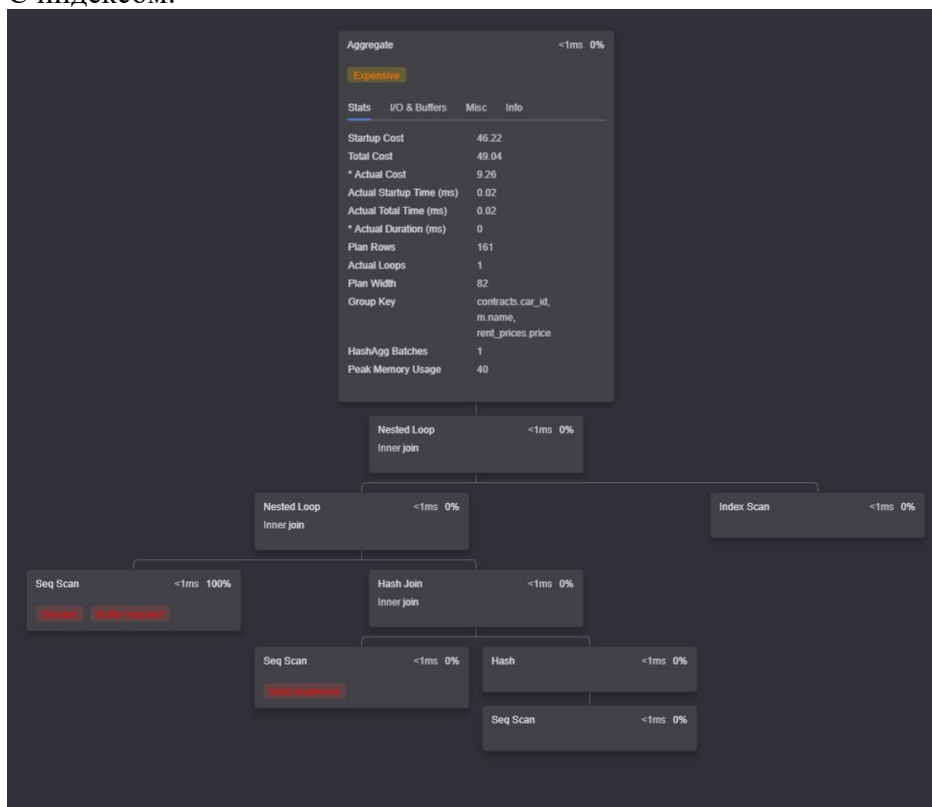 С индексом:
Aggregate <1ms 0%
Expensive
Stats I/O & Buffers Misc Info
Startup Cost 46.22
Total Cost 49.04
* Actual Cost 9.26
Actual Startup Time (ms) 0.02
Actual Total Time (ms) 0.02
* Actual Duration (ms) 0
Plan Rows 161
Actual Loops 1
Plan Width 82
Group Key contracts.car_id,
m.name,
rent_prices.price
HashAgg Batches 1
Peak Memory Usage 40
Nested Loop <1ms 0%
Inner join
Nested Loop <1ms 0%
Inner join
Index Scan <1ms 0%
Seq Scan <1ms 100%
Hash Join <1ms 0%
Inner join
Seq Scan <1ms 0%
Hash <1ms 0%
Seq Scan <1ms 0%